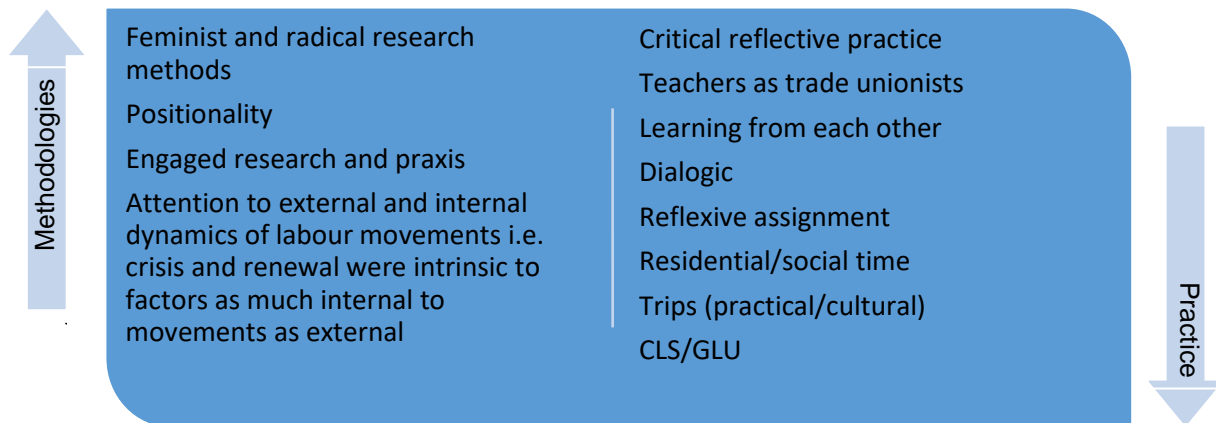 Methodologies
Feminist and radical research
methods
Positionality
Engaged research and praxis
Attention to external and internal
dynamics of labour movements i.e.
crisis and renewal were intrinsic to
factors as much internal to
movements as external
Critical reflective practice
Teachers as trade unionists
Learning from each other
Dialogic
Reflexive assignment
Residential/social time
Trips (practical/cultural)
CLS/GLU
Practice